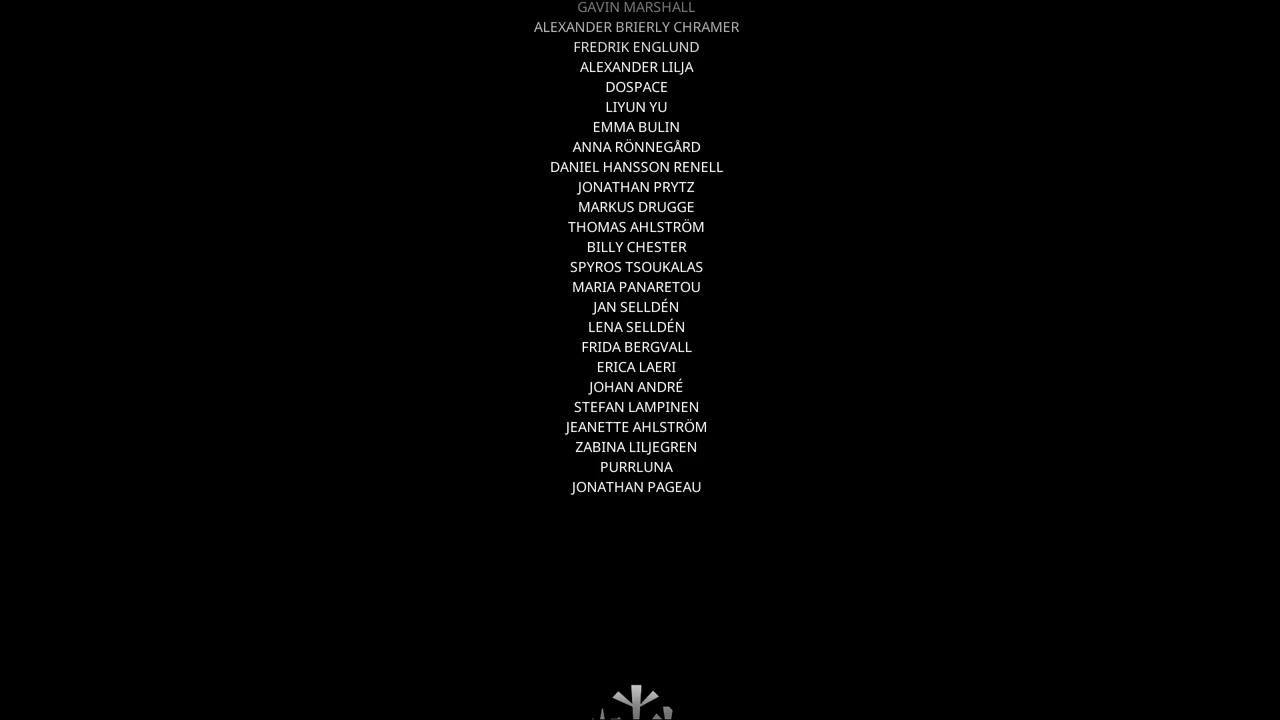 GAVIN MARSHALL
ALEXANDER BRIERLY CHRAMER
FREDRIK ENGLUND
ALEXANDER LILJA
DOSPACE
LIYUN YU
EMMA BULIN
ANNA RÖNNEGÅRD
DANIEL HANSSON RENELL
JONATHAN PRYTZ
MARKUS DRUGGE
THOMAS AHLSTRÖM
BILLY CHESTER
SPYROS TSOUKALAS
MARIA PANARETOU
JAN SELLDÉN
LENA SELLDÉN
FRIDA BERGVALL
ERICA LAERI
JOHAN ANDRÉ
STEFAN LAMPINEN
JEANETTE AHLSTRÖM
ZABINA LILJEGREN
PURRLUNA
JONATHAN PAGEAU